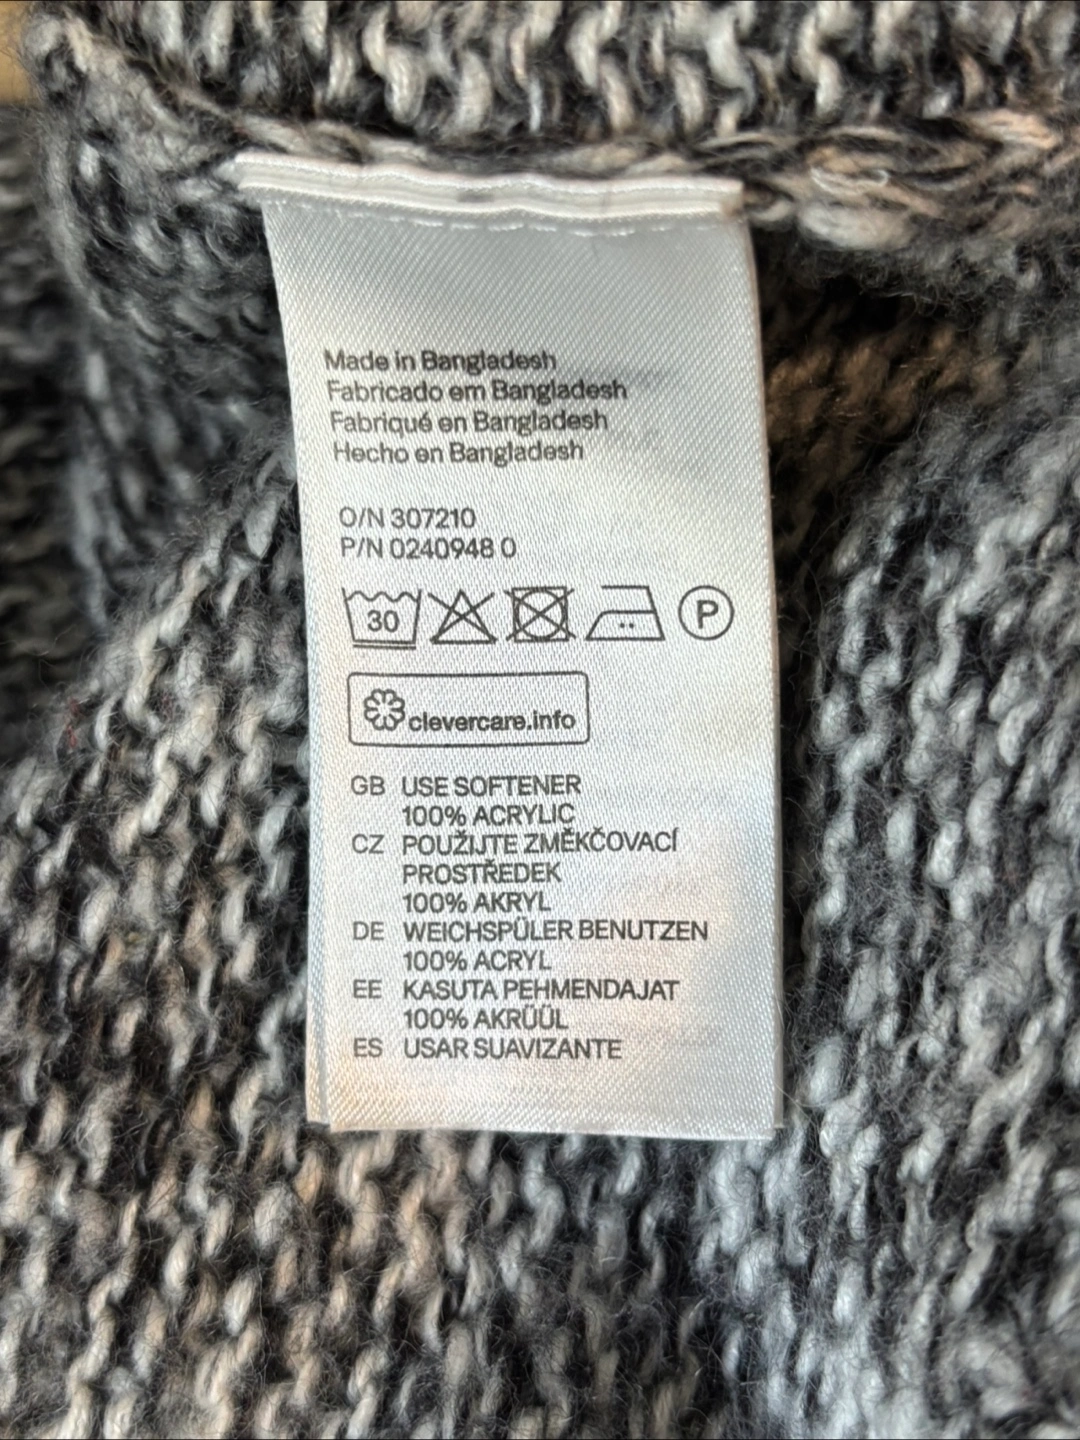 Made in Bangladesh
Fabricado em Bangladesh
Fabriqué en Bangladesh
Hecho en Bangladesh
O/N 307210
P/N 0240948 0
30 P
clevercare.info
GB USE SOFTENER
100% ACRYLIC
CZ POUŽIJTE ZMĚKČOVACÍ
PROSTŘEDEK
100% AKRYL
DE WEICHSPÜLER BENUTZEN
100% ACRYL
EE KASUTA PEHMENDAJAT
100% AKRÜÜL
ES USAR SUAVIZANTE